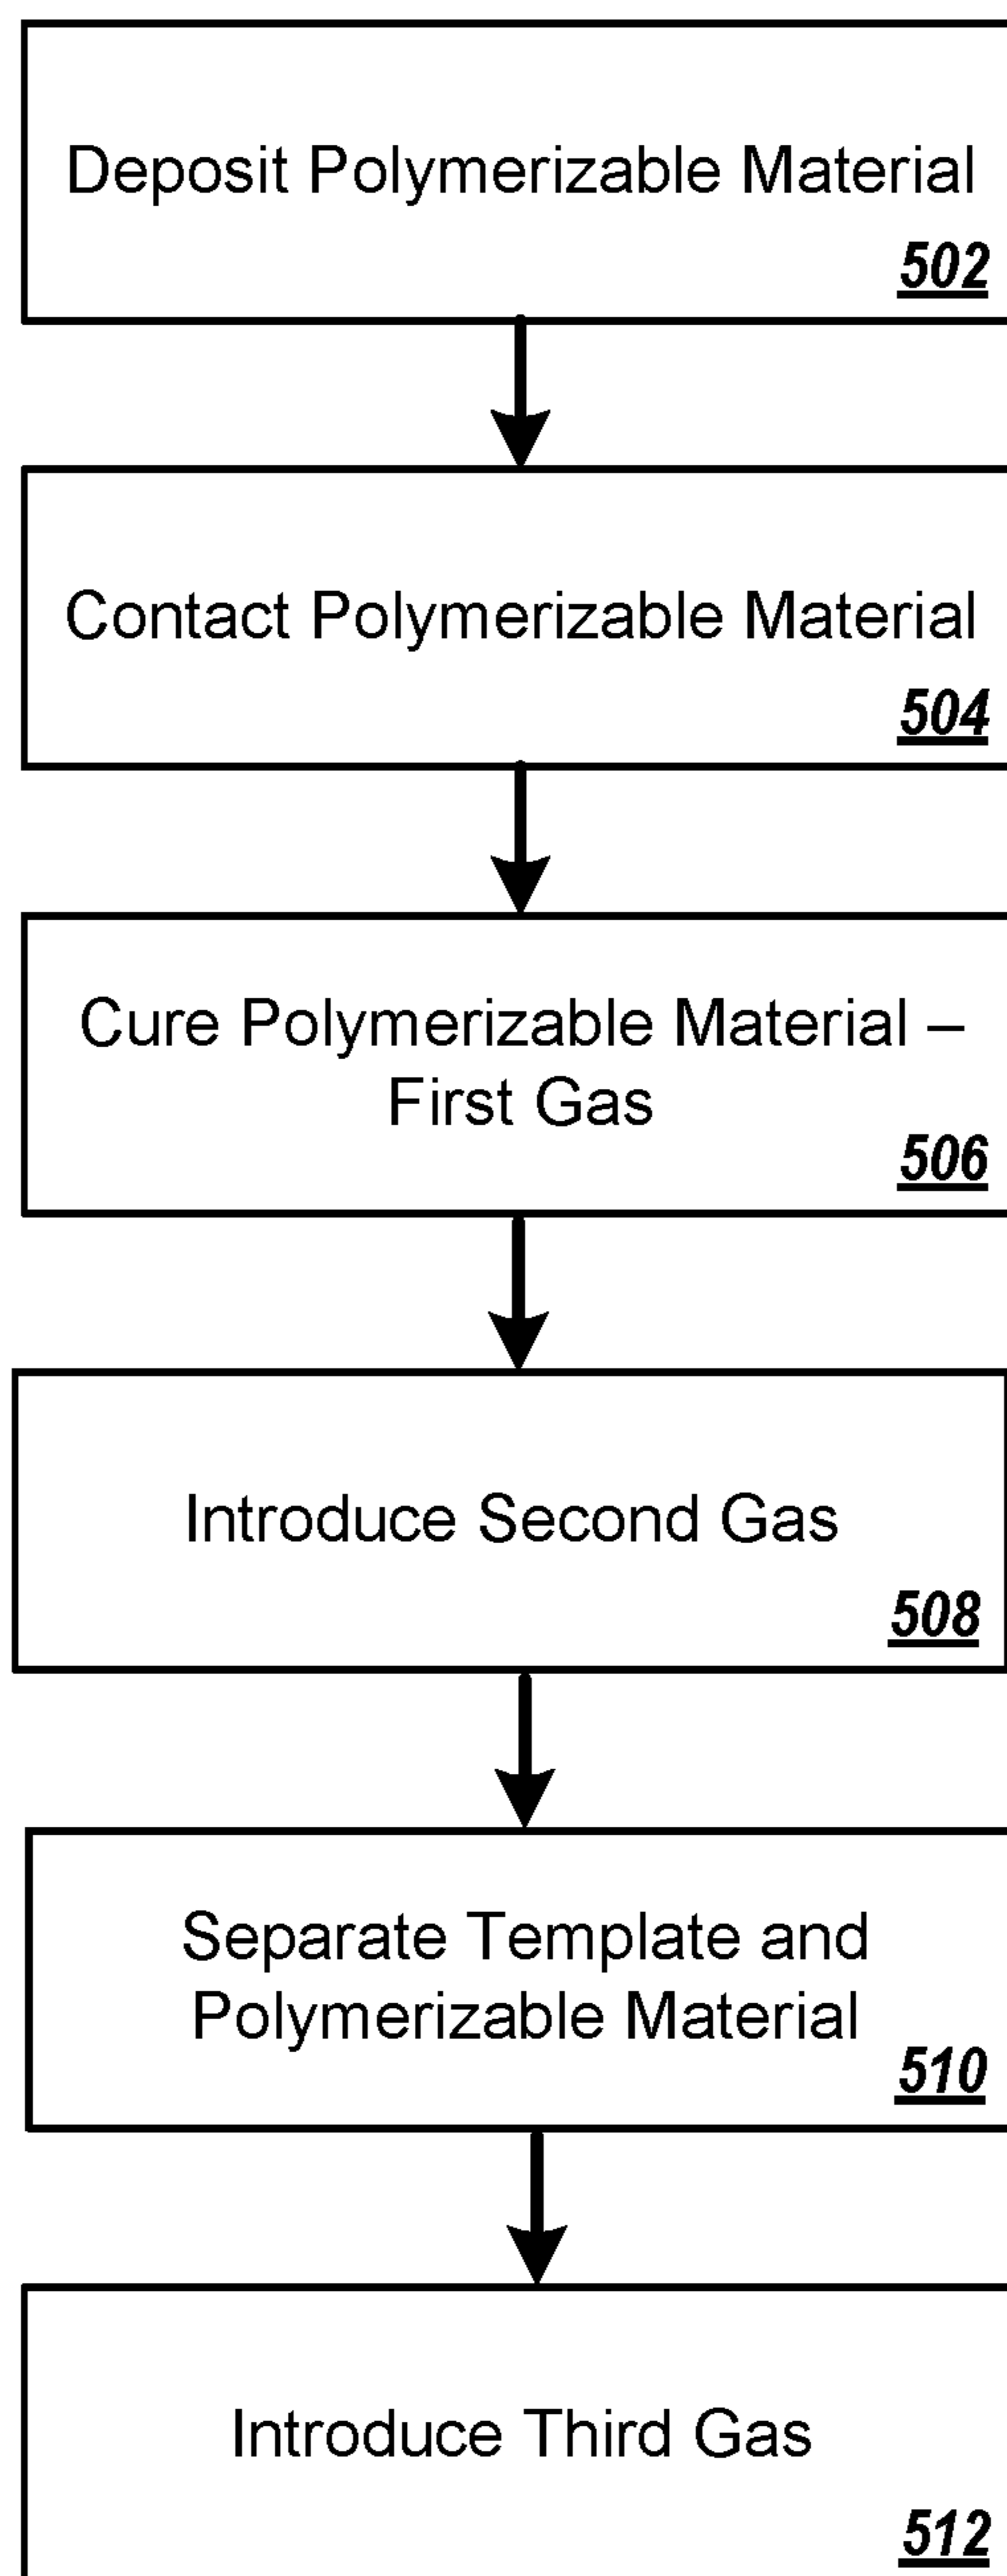 Deposit Polymerizable Material
502
Contact Polymerizable Material
504
Cure Polymerizable Material –
First Gas
506
Introduce Second Gas
508
Separate Template and
Polymerizable Material
510
Introduce Third Gas
512